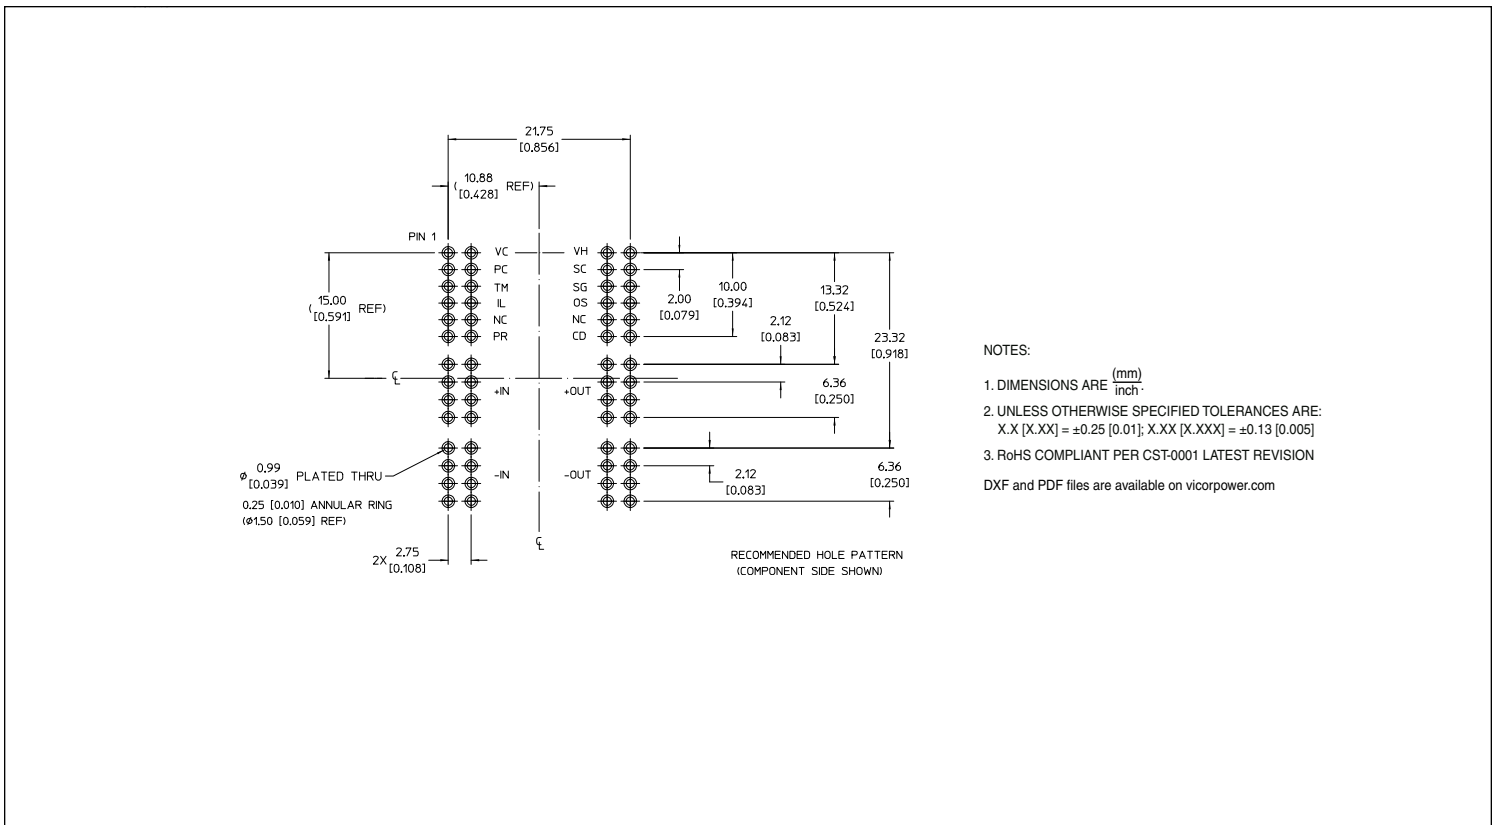 21.75
[0.856]
( 10.88 REF)
[0.428]
PIN 1
VC
VH
PC
SC
TM
SG
IL
OS
NC
NC
PR
CD
( 15.00 REF)
[0.591]
2.00
[0.079]
10.00
[0.394]
13.32
[0.524]
2.12
[0.083]
23.32
[0.918]
℄
+IN
+OUT
6.36
[0.250]
ø 0.99 PLATED THRU
[0.039]
-IN
-OUT
2.12
[0.083]
6.36
[0.250]
0.25 [0.010] ANNULAR RING
(ø1.50 [0.059] REF)
℄
2X 2.75
[0.108]
RECOMMENDED HOLE PATTERN
(COMPONENT SIDE SHOWN)
NOTES:
1. DIMENSIONS ARE (mm)
inch.
2. UNLESS OTHERWISE SPECIFIED TOLERANCES ARE:
X.X [X.XX] = ±0.25 [0.01]; X.XX [X.XXX] = ±0.13 [0.005]
3. RoHS COMPLIANT PER CST-0001 LATEST REVISION
DXF and PDF files are available on vicorpower.com